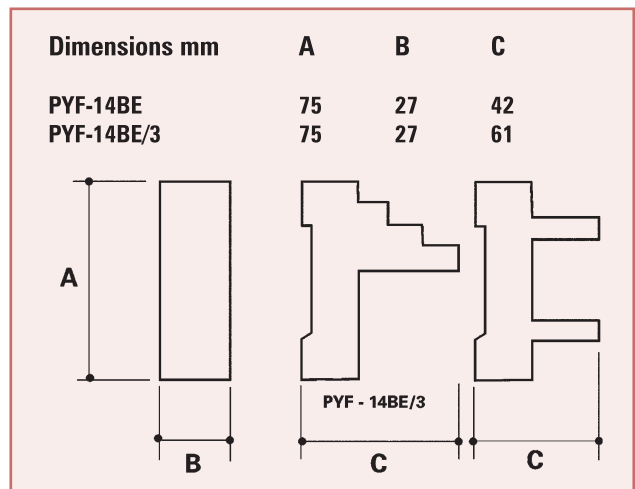 Dimensions mm A B C
PYF-14BE 75 27 42
PYF-14BE/3 75 27 61
A
PYF - 14BE/3
B C C